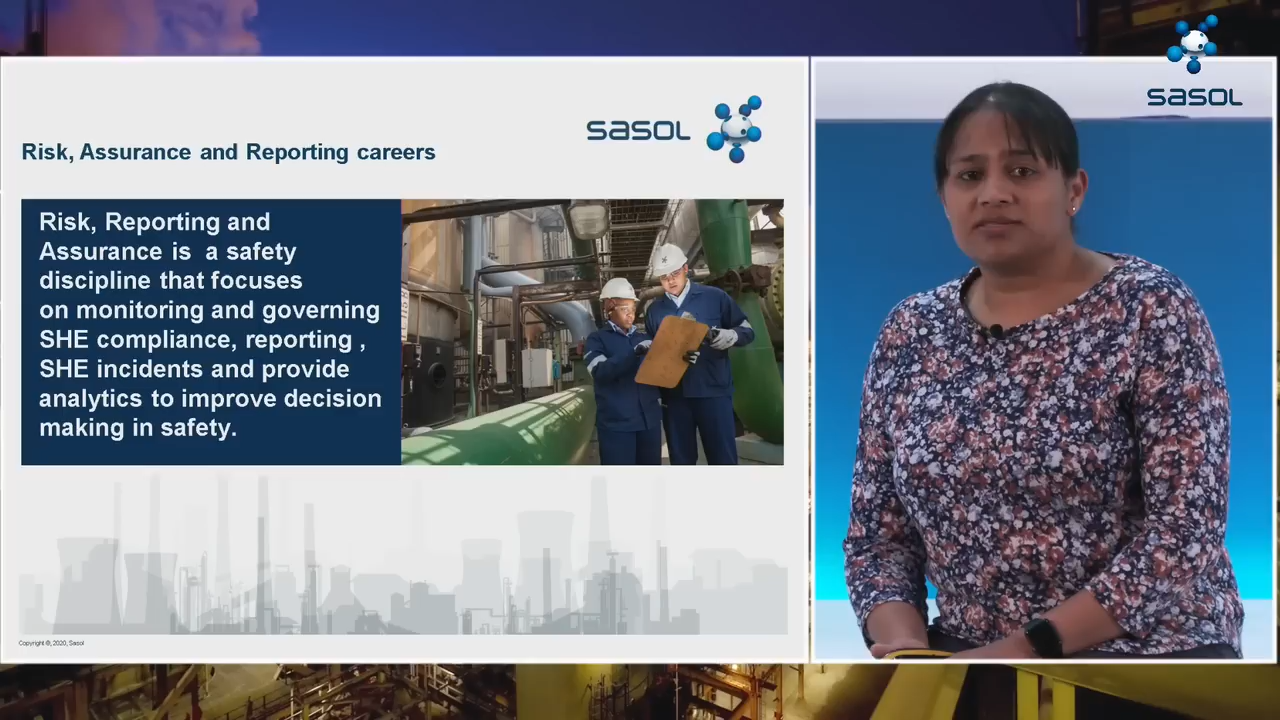 sasol
sasol
Risk, Assurance and Reporting careers
Risk, Reporting and
Assurance is a safety
discipline that focuses
on monitoring and governing
SHE compliance, reporting ,
SHE incidents and provide
analytics to improve decision
making in safety.
Copyright ©, 2020, Sasol